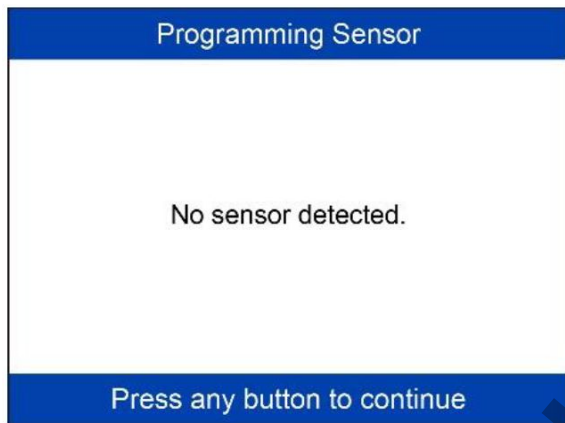 Programming Sensor
No sensor detected.
Press any button to continue